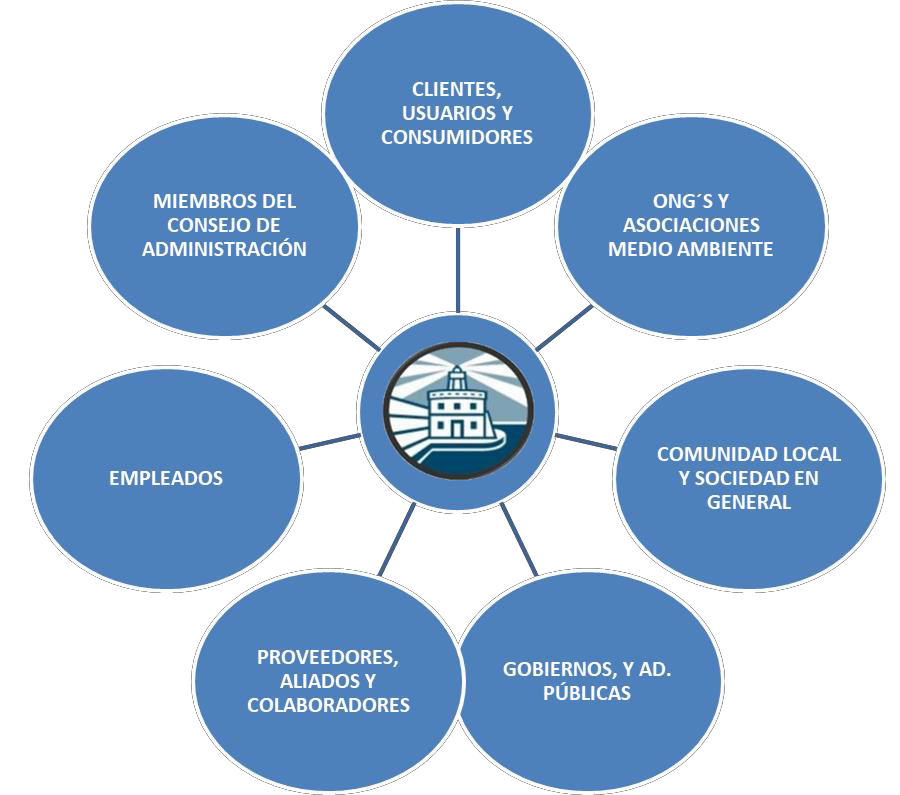 CLIENTES,
USUARIOS Y
CONSUMIDORES
ONG´S Y
ASOCIACIONES
MEDIO AMBIENTE
COMUNIDAD LOCAL
Y SOCIEDAD EN
GENERAL
GOBIERNOS, Y AD.
PÚBLICAS
PROVEEDORES,
ALIADOS Y
COLABORADORES
EMPLEADOS
MIEMBROS DEL
CONSEJO DE
ADMINISTRACIÓN